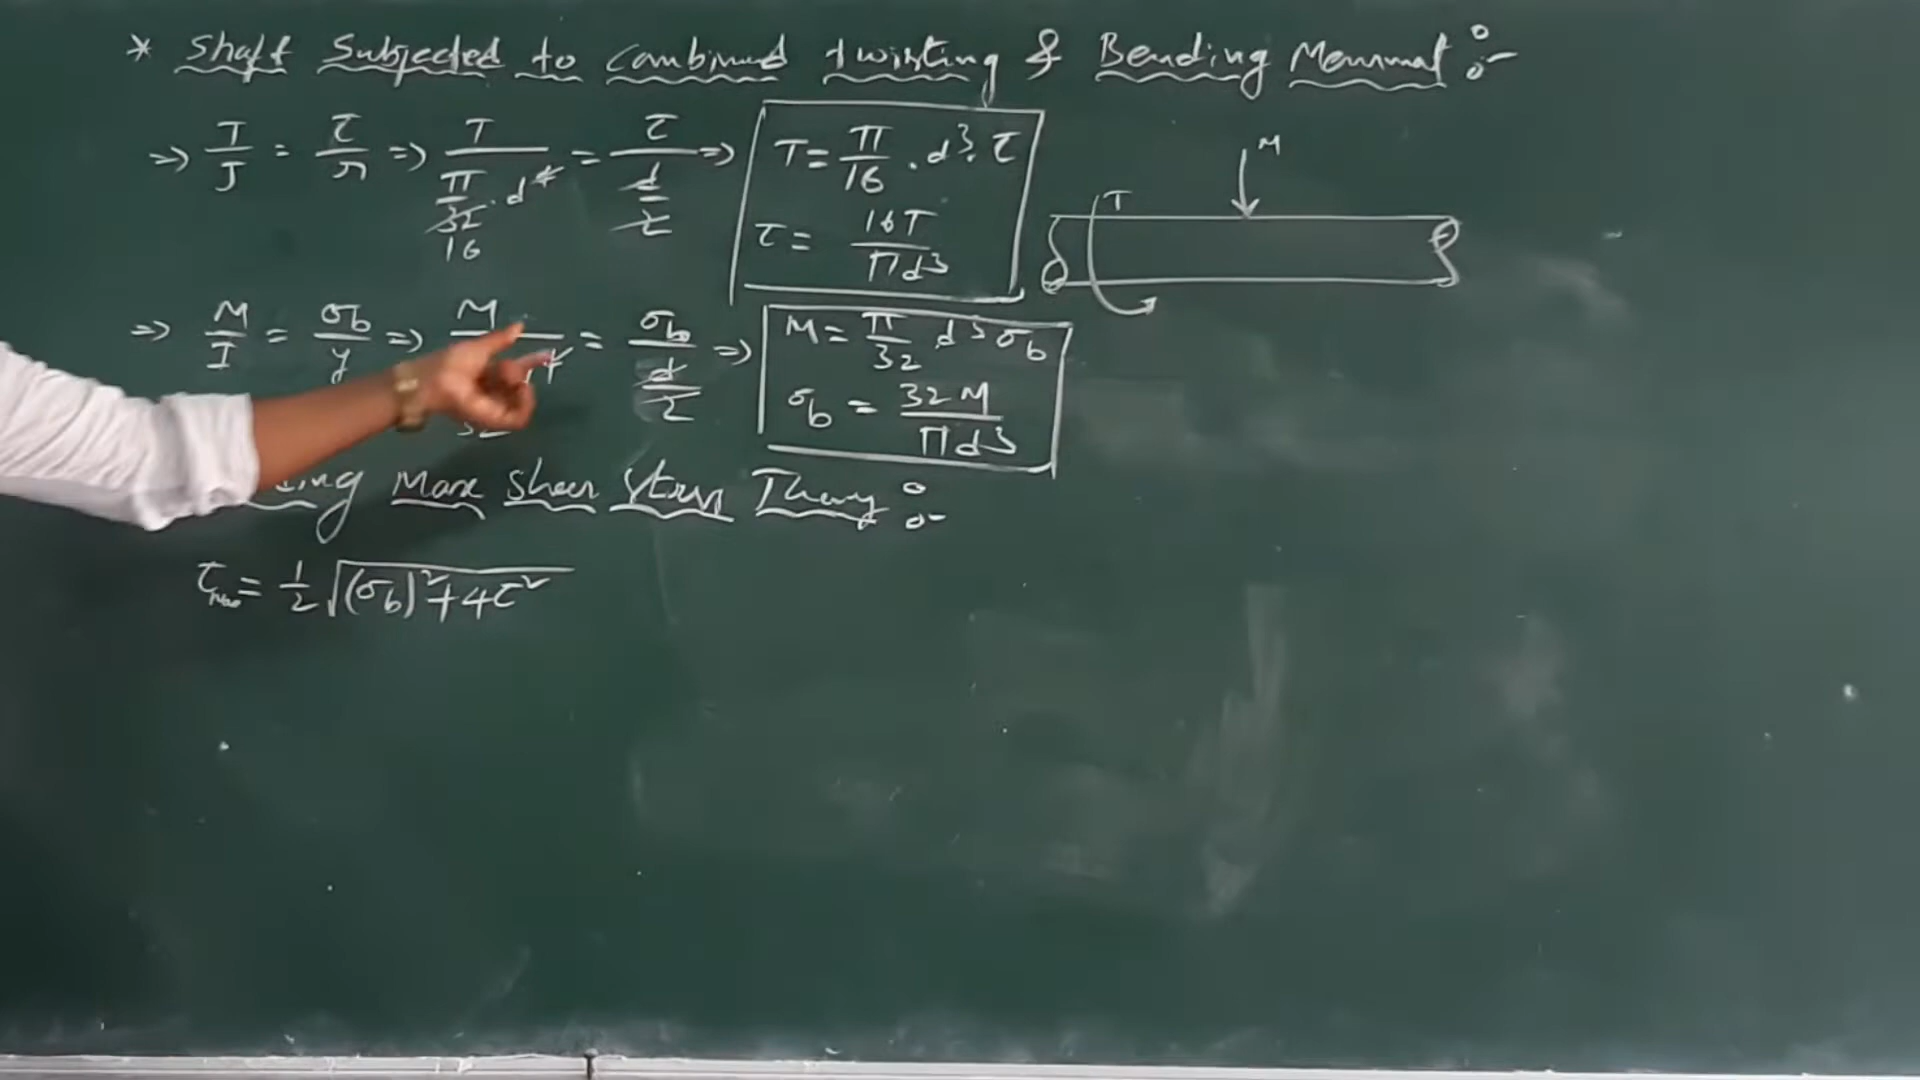 * Shaft Subjected to Combined twisting & Bending Moment :-
=> T/J = τ/r => T/(π/32 16 . d⁴) = τ/(d/2) => T = π/16 . d³ . τ
τ = 16T/πd³
M
T
=> M/I = σb/y => M = σb/(d/2) => M = π/32 . d³ σb
σb = 32M/πd³
Max Shear Stress Theory :-
τmax = 1/2 √((σb)² + 4τ²)